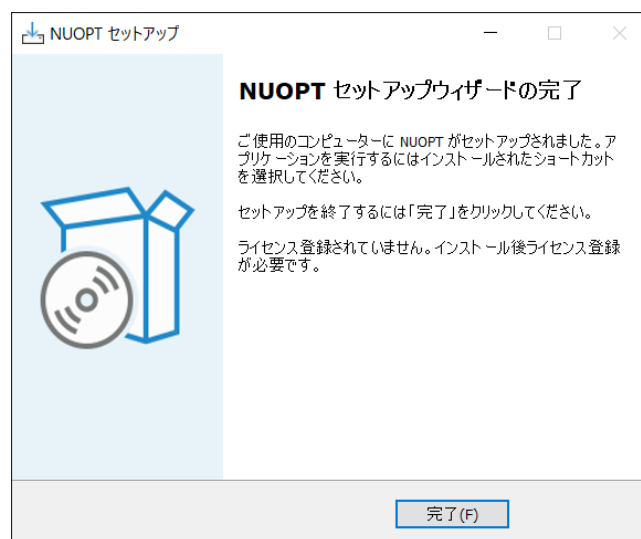 NUOPT セットアップ
NUOPT セットアップウィザードの完了
ご使用のコンピューターに NUOPT がセットアップされました。ア
プリケーションを実行するにはインストールされたショートカット
を選択してください。
セットアップを終了するには「完了」をクリックしてください。
ライセンス登録されていません。インストール後ライセンス登録
が必要です。
完了(F)